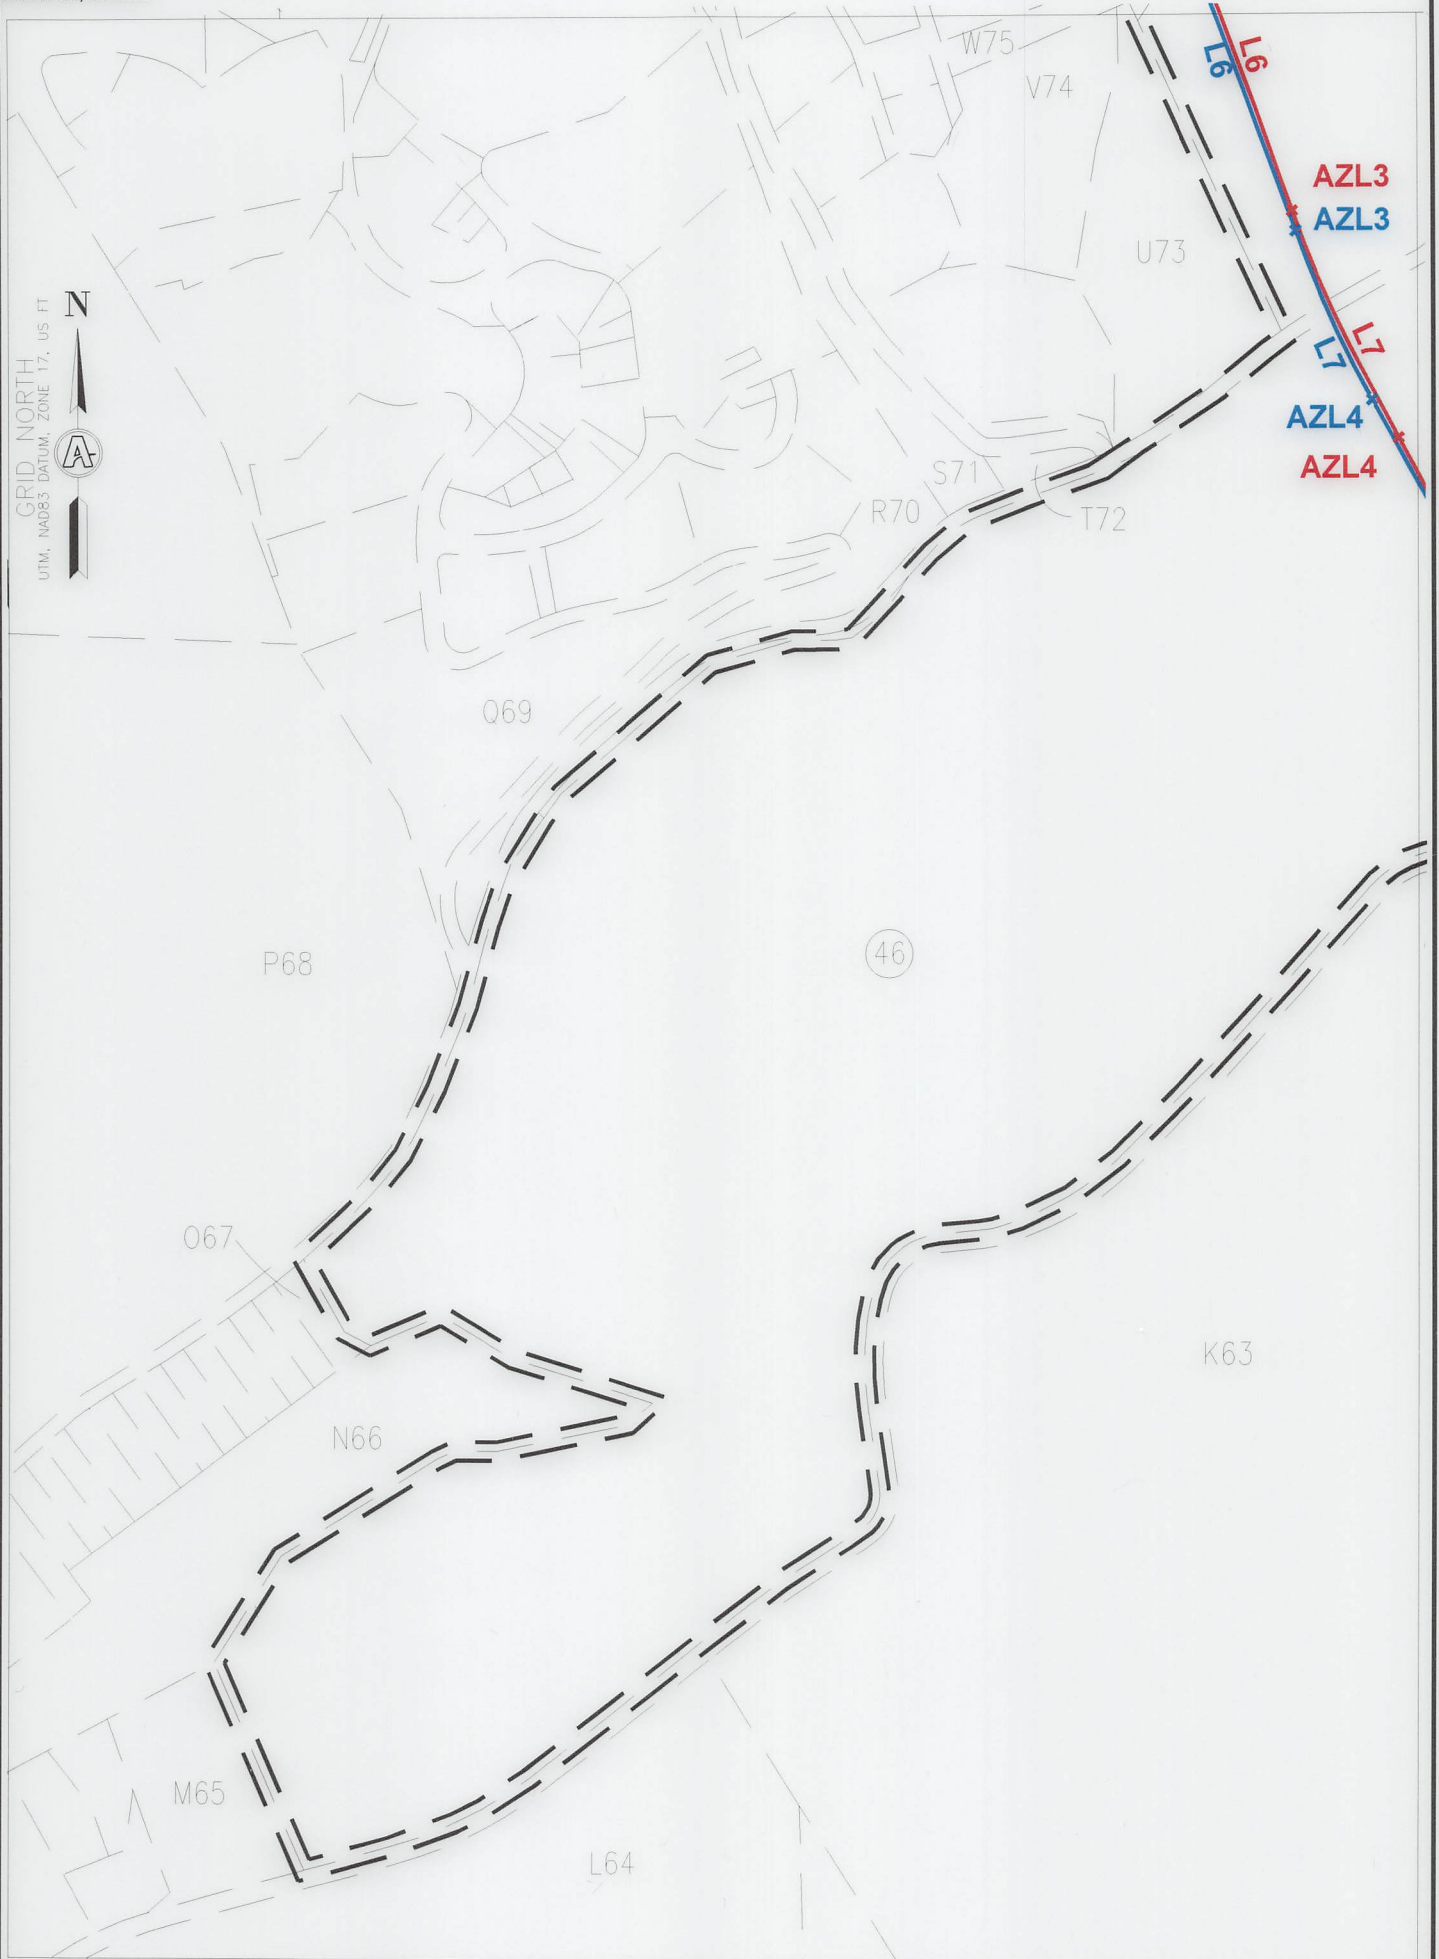 W75
V74
L6
L6
AZL3
AZL3
U73
N
GRID NORTH
UTM, NAD83 DATUM, ZONE 17, US FT
A
L7
L7
AZL4
AZL4
S71
R70
T72
Q69
P68
46
O67
K63
N66
M65
L64